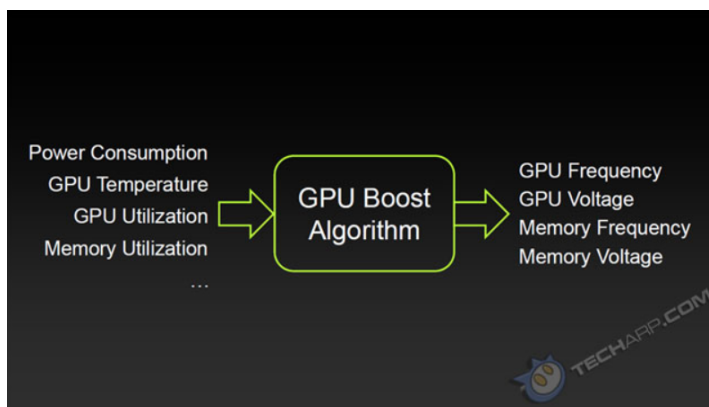 Power Consumption
GPU Temperature
GPU Utilization
Memory Utilization
...
GPU Boost
Algorithm
GPU Frequency
GPU Voltage
Memory Frequency
Memory Voltage
TECHARP.COM